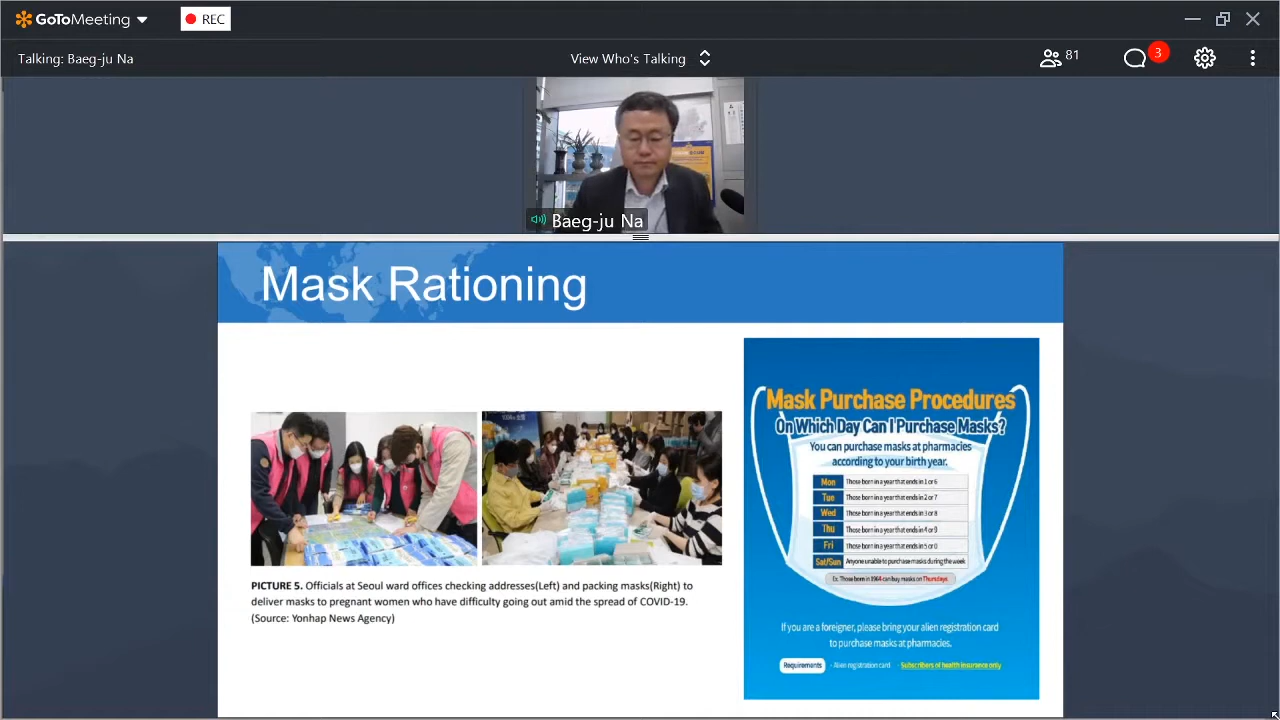 GoToMeeting
REC
Talking: Baeg-ju Na
View Who's Talking
81
3
Baeg-ju Na
Mask Rationing
PICTURE 5. Officials at Seoul ward offices checking addresses(Left) and packing masks(Right) to
deliver masks to pregnant women who have difficulty going out amid the spread of COVID-19.
(Source: Yonhap News Agency)
Mask Purchase Procedures
On Which Day Can I Purchase Masks?
You can purchase masks at pharmacies
according to your birth year.
Mon Those born in a year that ends in 1 or 6
Tue Those born in a year that ends in 2 or 7
Wed Those born in a year that ends in 3 or 8
Thu Those born in a year that ends in 4 or 9
Fri Those born in a year that ends in 5 or 0
Sat/Sun Anyone unable to purchase masks during the week
Ex. Those born in 1964 can buy masks on Thursdays.
If you are a foreigner, please bring your alien registration card
to purchase masks at pharmacies.
Requirements - Alien registration card - Subscribers of health insurance only